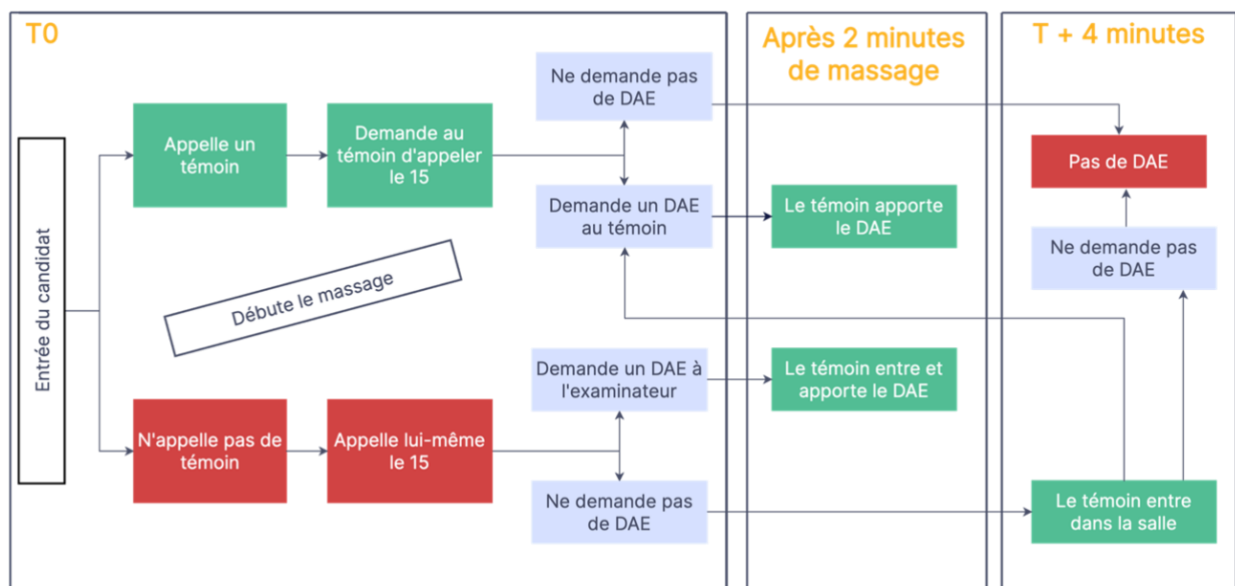 T0
Après 2 minutes
de massage
T + 4 minutes
Ne demande pas
de DAE
Appelle un
témoin
Demande au
témoin d'appeler
le 15
Pas de DAE
Demande un DAE
au témoin
Le témoin apporte
le DAE
Ne demande pas
de DAE
Entrée du candidat
Débute le massage
Demande un DAE à
l'examinateur
Le témoin entre et
apporte le DAE
N'appelle pas de
témoin
Appelle lui-même
le 15
Ne demande pas
de DAE
Le témoin entre
dans la salle